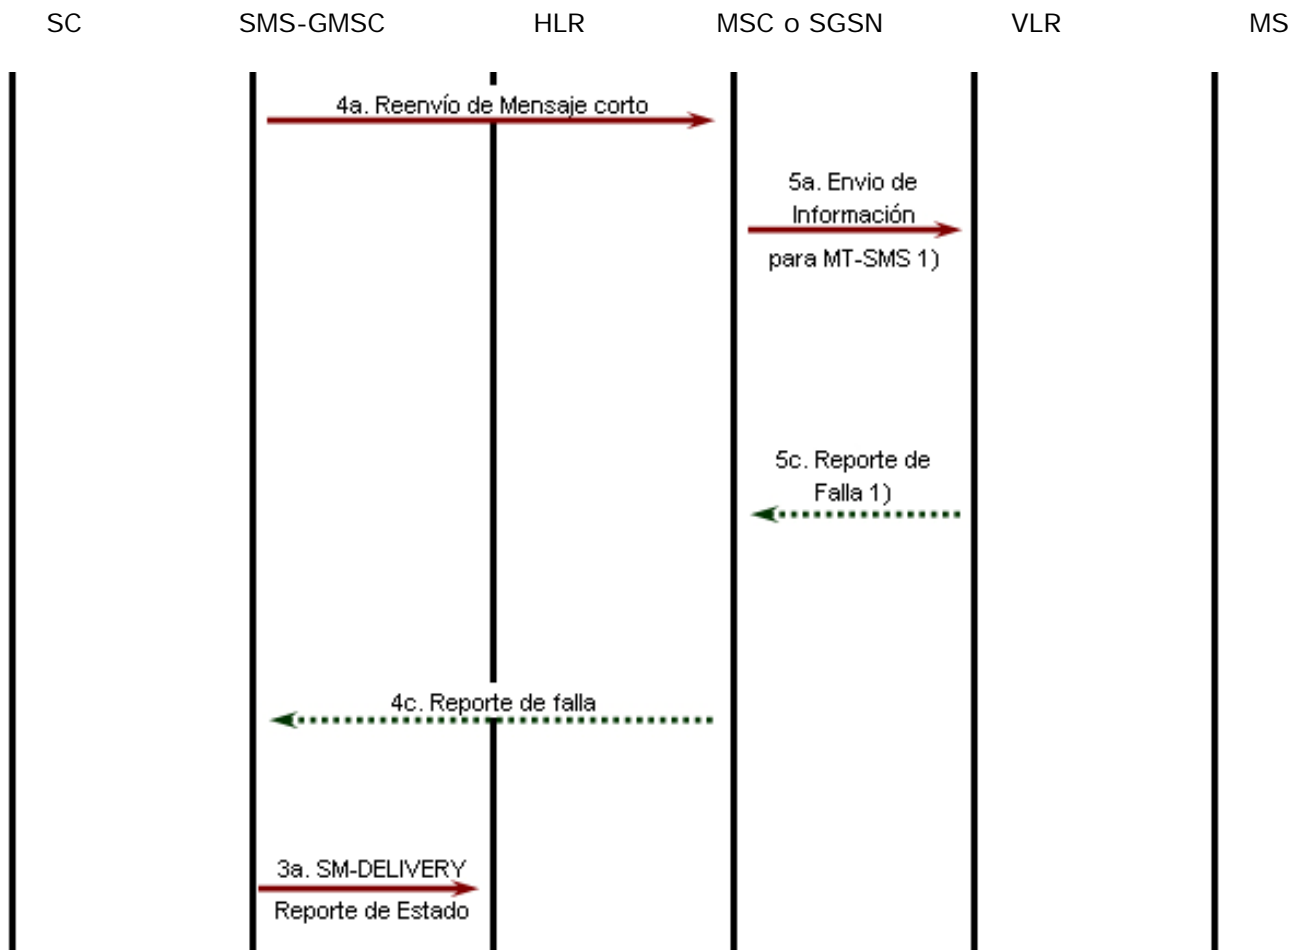 SC SMS-GMSC HLR MSC o SGSN VLR MS
4a. Reenvío de Mensaje corto
5a. Envio de
Información
para MT-SMS 1)
5c. Reporte de
Falla 1)
4c. Reporte de falla
3a. SM-DELIVERY
Reporte de Estado